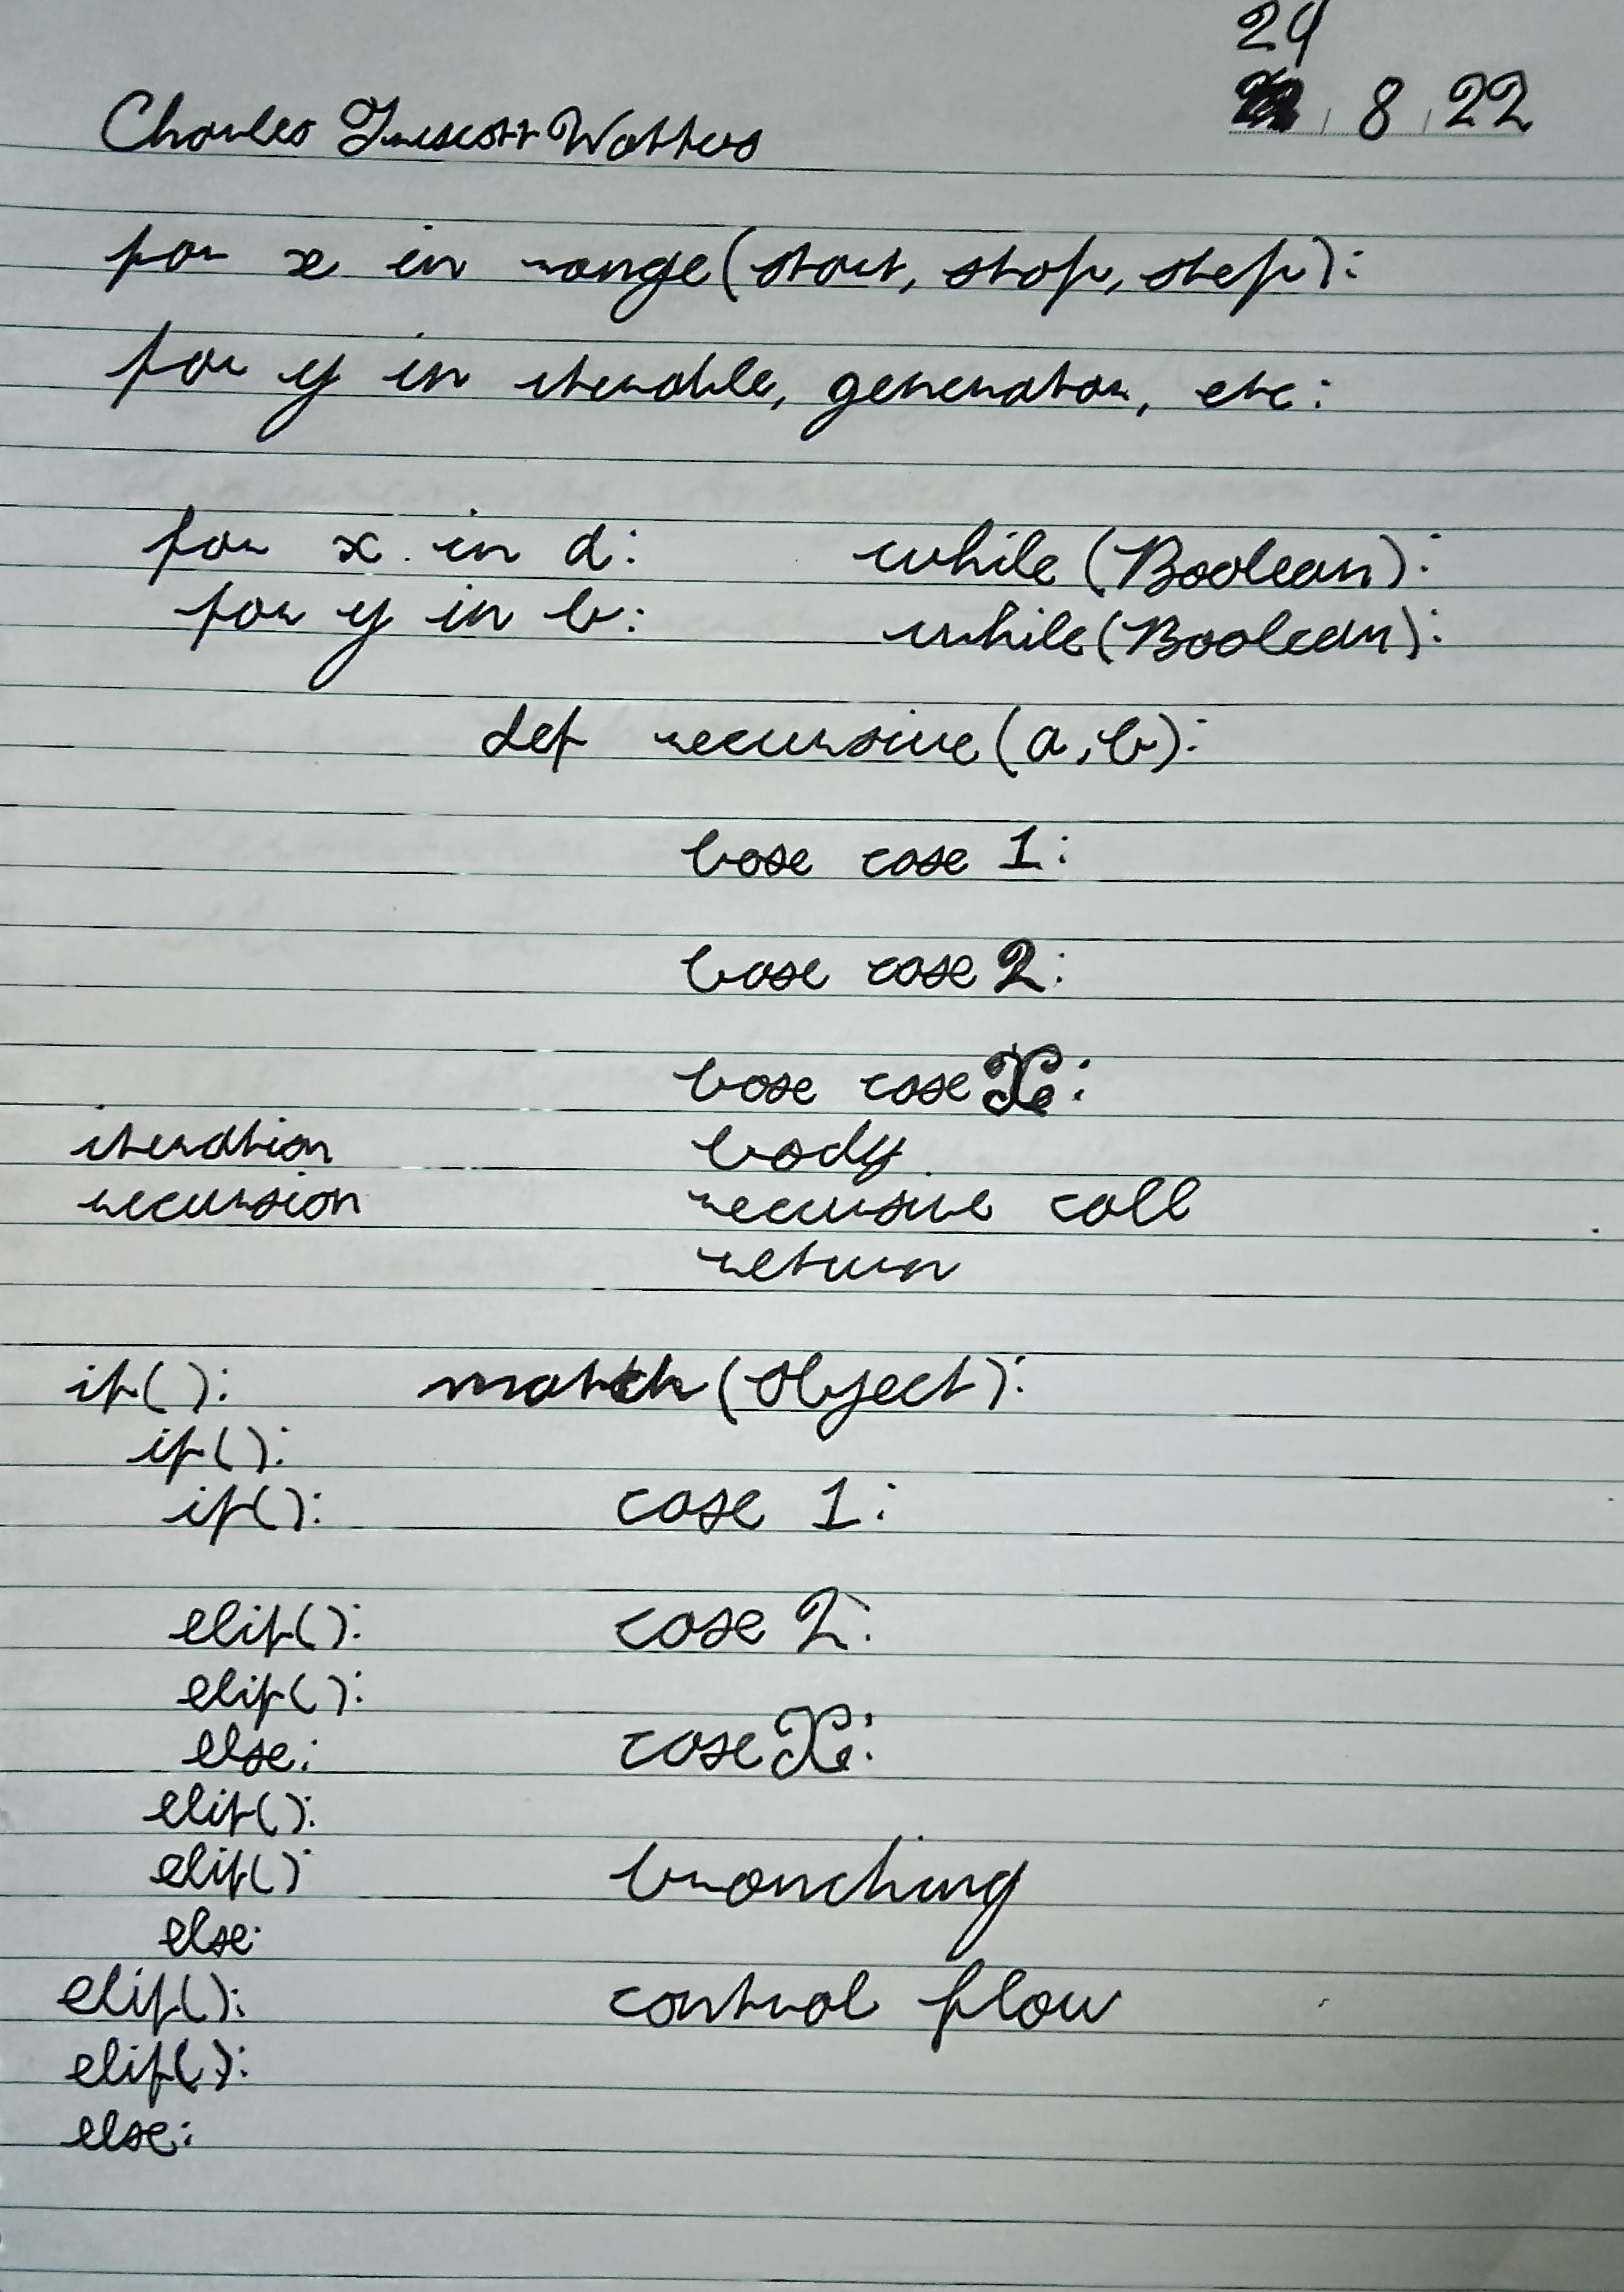 24
8 22
Charles Truscott Watters
for x in range(start, stop, step):
for y in iterable, generator, etc:
for x in d: while (Boolean):
for y in b: while(Boolean):
def recursive(a,b):
base case 1:
base case 2:
base case X:
iteration body
recursion recursive call
return
if(): match(Object):
if():
if(): case 1:
elif(): case 2:
elif():
else: case X:
elif():
elif() branching
else:
elif(): control flow
elif():
else: